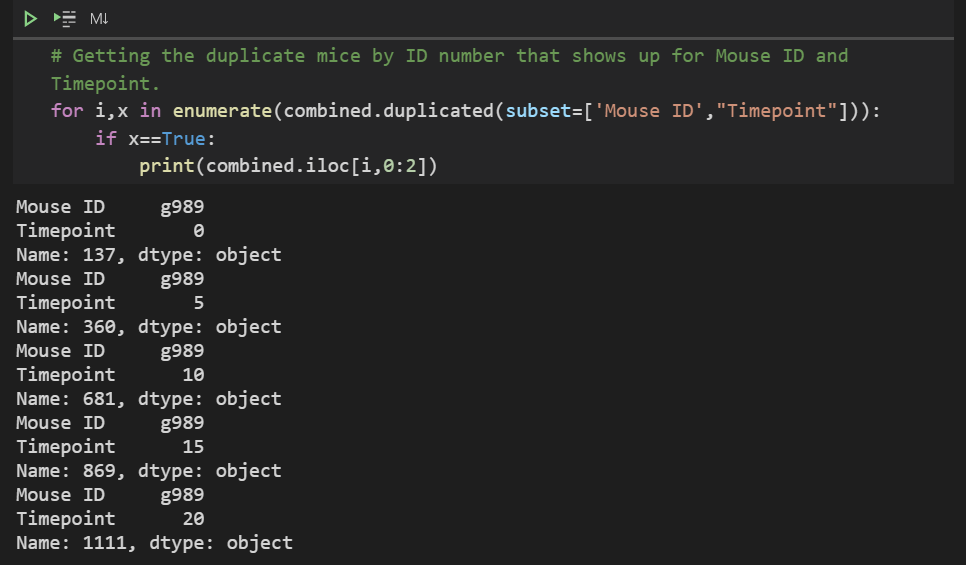 M↓
# Getting the duplicate mice by ID number that shows up for Mouse ID and
Timepoint.
for i,x in enumerate(combined.duplicated(subset=['Mouse ID',"Timepoint"])):
    if x==True:
        print(combined.iloc[i,0:2])
Mouse ID     g989
Timepoint       0
Name: 137, dtype: object
Mouse ID     g989
Timepoint       5
Name: 360, dtype: object
Mouse ID     g989
Timepoint      10
Name: 681, dtype: object
Mouse ID     g989
Timepoint      15
Name: 869, dtype: object
Mouse ID     g989
Timepoint      20
Name: 1111, dtype: object